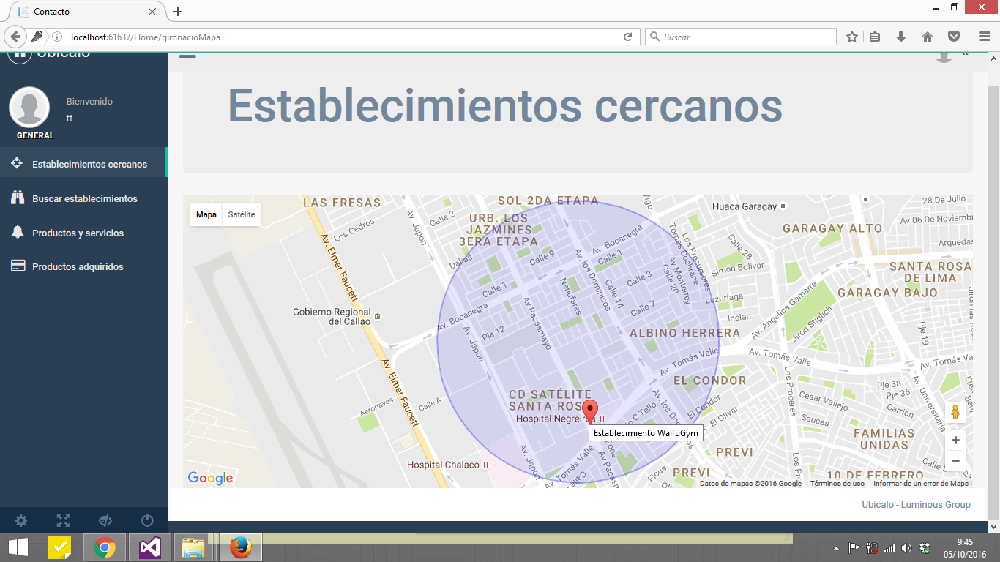 Contacto
localhost:61637/Home/gimnacioMapa
Buscar
Ubícalo
tt
Bienvenido
tt
GENERAL
Establecimientos cercanos
Buscar establecimientos
Productos y servicios
Productos adquiridos
Establecimientos cercanos
Mapa
Satélite
LAS FRESAS
SOL 2DA ETAPA
URB. LOS
JAZMINES
3ERA ETAPA
Los Cedros
Av. Japon
Calle 2
Dallas
Calle 9
Calle 1
Av. Bocanegra
Av. los Dominicos
Calle 1
Calle 3
Calle 14
Calle 7
Nenufares
Av Monterrey
Calle 20
Tomas Cochrane
Los Precursores
Calle 28
Simón Bolívar
Huaca Garagay
28 De Julio
Av 06 De Noviembr
GARAGAY ALTO
Arguedas
SANTA ROSA
DE LIMA
GARAGAY BAJO
Av. Elmer Faucett
Gobierno Regional
del Callao
Av. Bocanegra
Pje 12
Av Pacasmayo
Av. Japon
Luzuriaga
Incian
Av. Angelica Gamarra
Jiron Stiglich
Pje 19
ALBINO HERRERA
Av. Tomás Valle
Av. Tomás Valle
Av. Tomás Valle
EL CONDOR
Av. Elmer Faucett
Aeronaves
Calle A
CD SATÉLITE
SANTA ROS
Hospital Negreiros
H
C Tello
Av. los Dom
El Condor
Av. El Olivar
Los Proceres
Cesar Vallejo
Pje 38
Pje 36
Carrión
Av. Universitaria
Establecimiento WaifuGym
FAMILIAS
UNIDAS
PREVI
PREVI
Ficus
10 DE FEBRERO
Calle 5
Hospital Chalaco
H
Av. Japon
Av. Tomás Valle
Av Pacas
Pons
Google
Datos de mapas ©2016 Google
Términos de uso
Informar de un error de Maps
Ubícalo - Luminous Group
9:45
05/10/2016